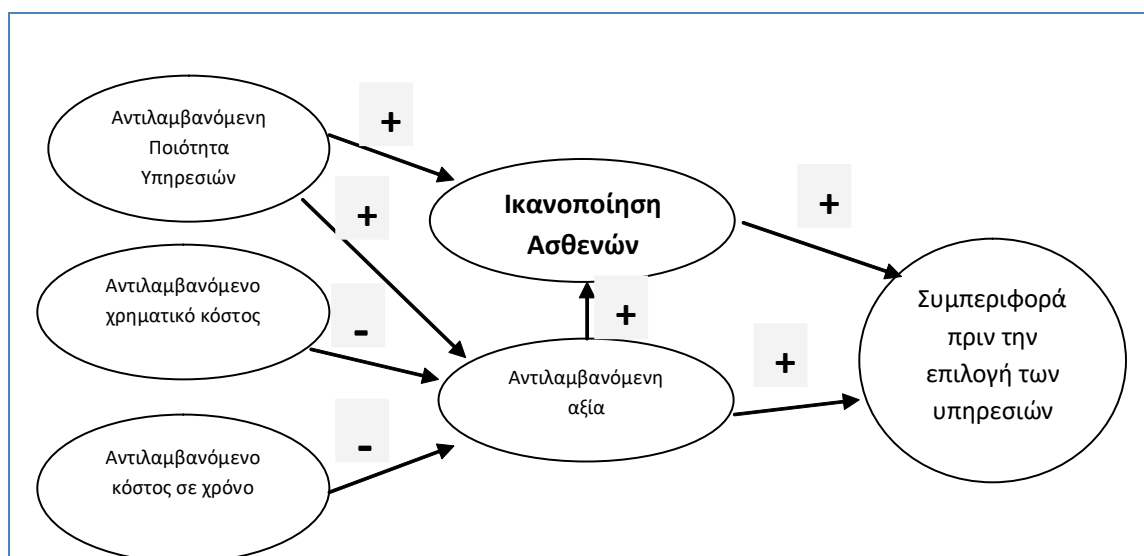 Αντιλαμβανόμενη
Ποιότητα
Υπηρεσιών
+
+
Ικανοποίηση
Ασθενών
+
Αντιλαμβανόμενο
χρηματικό κόστος
-
+
Αντιλαμβανόμενη
αξία
+
Συμπεριφορά
πριν την
επιλογή των
υπηρεσιών
Αντιλαμβανόμενο
κόστος σε χρόνο
-